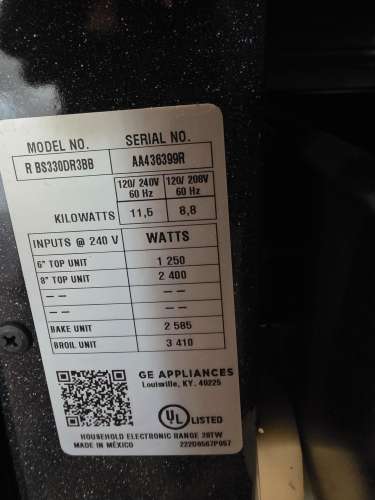 MODEL NO. SERIAL NO.
R BS330DR3BB AA436399R
120/ 240V 120/ 208V
60 Hz 60 Hz
KILOWATTS 11,5 8,8
INPUTS @ 240 V WATTS
6" TOP UNIT 1 250
8" TOP UNIT 2 400
-- --
-- --
BAKE UNIT 2 585
BROIL UNIT 3 410
GE APPLIANCES
Louisville, KY. 40225
UL LISTED
HOUSEHOLD ELECTRONIC RANGE 28TW
MADE IN MÉXICO 222D6567P057